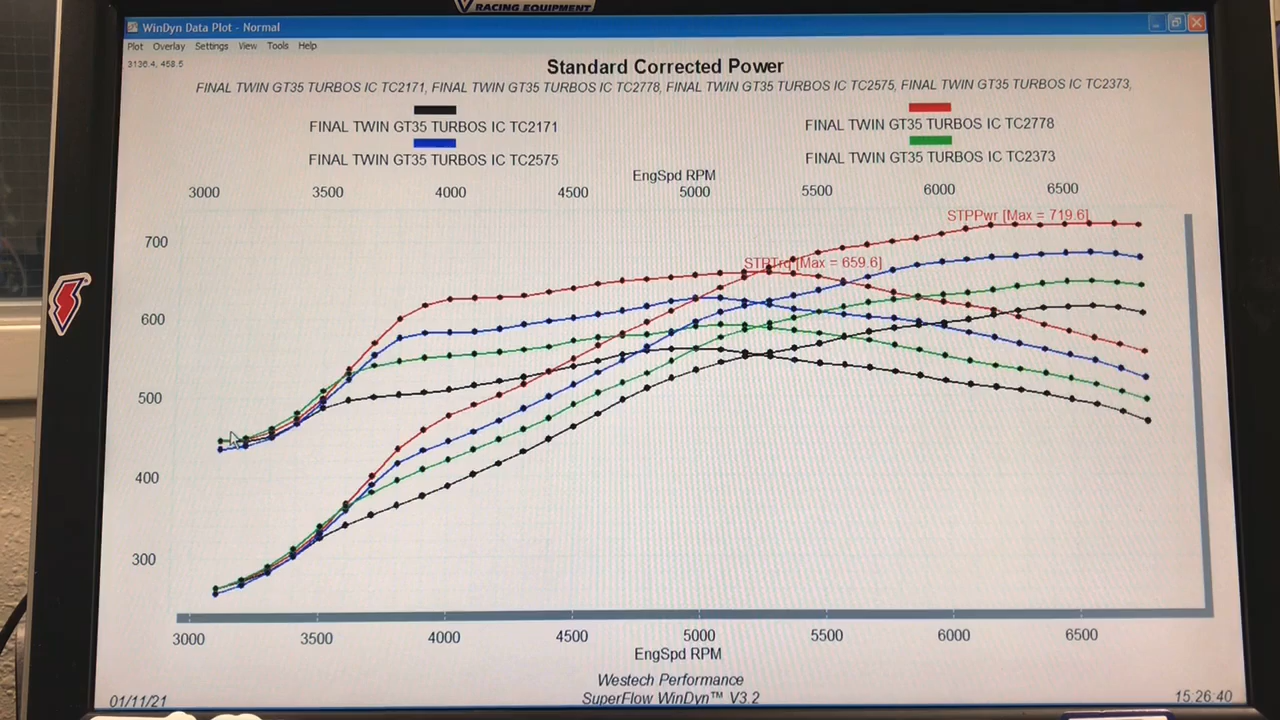 RACING EQUIPMENT
WinDyn Data Plot - Normal
Plot Overlay Settings View Tools Help
3136.4, 458.5
Standard Corrected Power
FINAL TWIN GT35 TURBOS IC TC2171, FINAL TWIN GT35 TURBOS IC TC2778, FINAL TWIN GT35 TURBOS IC TC2575, FINAL TWIN GT35 TURBOS IC TC2373,
FINAL TWIN GT35 TURBOS IC TC2171
FINAL TWIN GT35 TURBOS IC TC2778
FINAL TWIN GT35 TURBOS IC TC2575
FINAL TWIN GT35 TURBOS IC TC2373
EngSpd RPM
3000 3500 4000 4500 5000 5500 6000 6500
STPPwr [Max = 719.6]
700
STPTrq [Max = 659.6]
600
500
400
300
3000 3500 4000 4500 5000 5500 6000 6500
EngSpd RPM
Westech Performance
01/11/21 SuperFlow WinDyn™ V3.2 15:26:40